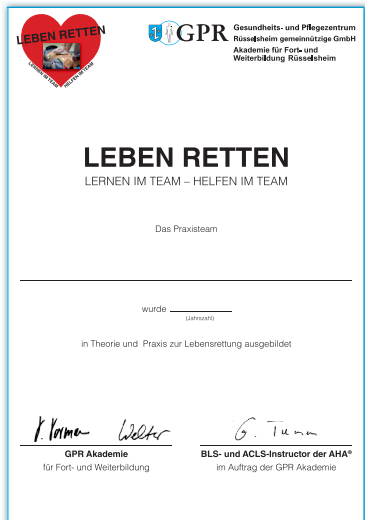 LEBEN RETTEN
LERNEN IM TEAM
HELFEN IM TEAM
GPR
Gesundheits- und Pflegezentrum
Rüsselsheim gemeinnützige GmbH
Akademie für Fort- und
Weiterbildung Rüsselsheim
LEBEN RETTEN
LERNEN IM TEAM – HELFEN IM TEAM
Das Praxisteam
wurde
(Jahrzahl)
in Theorie und Praxis zur Lebensrettung ausgebildet
Welter
GPR Akademie
für Fort- und Weiterbildung
BLS- und ACLS-Instructor der AHA®
im Auftrag der GPR Akademie